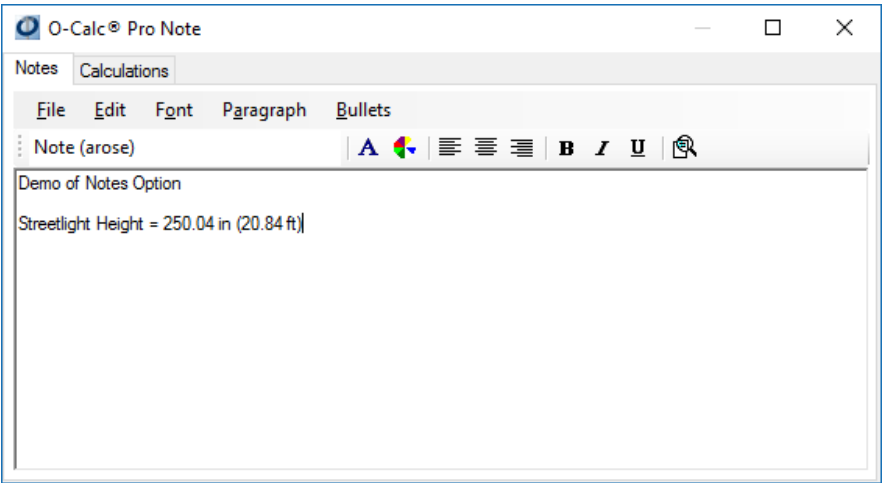 O-Calc® Pro Note
Notes Calculations
File Edit Font Paragraph Bullets
Note (arose) A B I U
Demo of Notes Option
Streetlight Height = 250.04 in (20.84 ft)